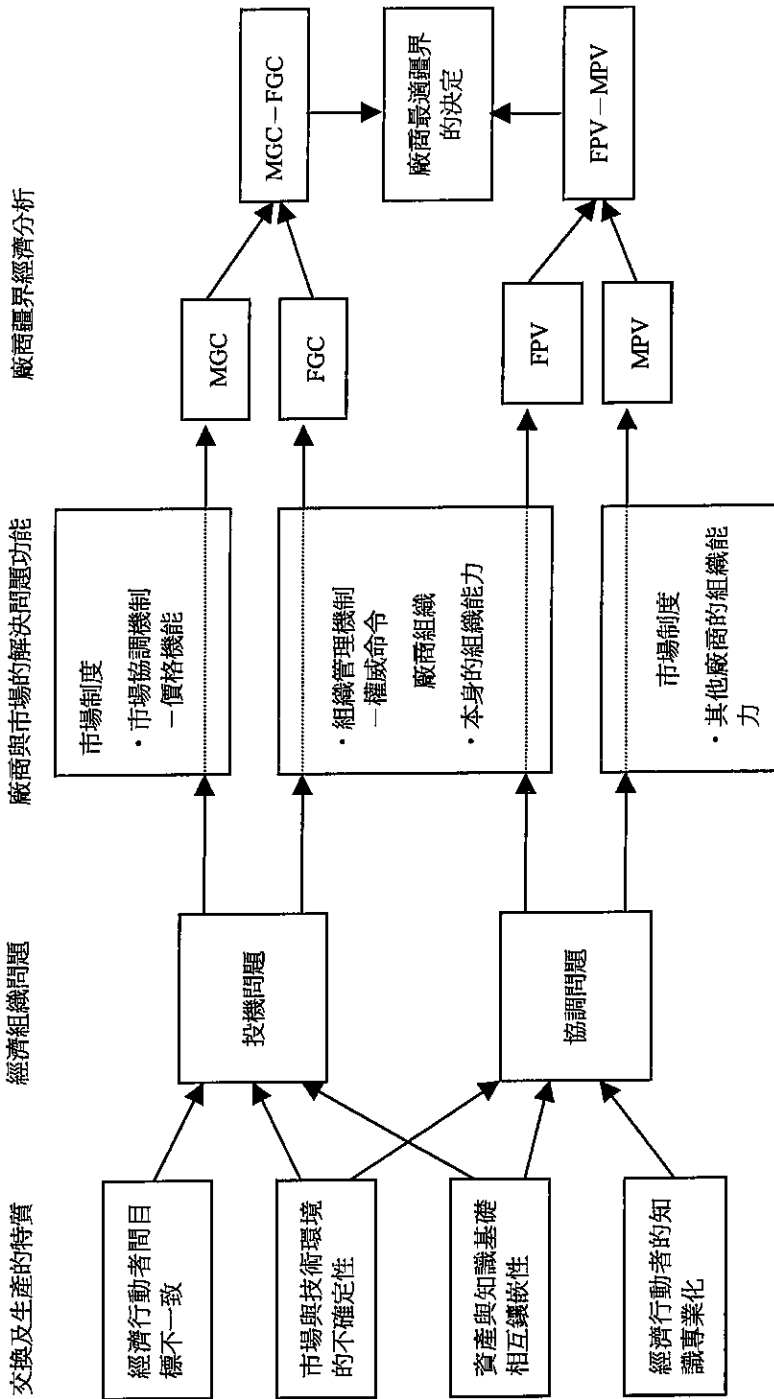 交換及生產的特質
經濟組織問題
廠商與市場的解決問題功能
廠商疆界經濟分析
經濟行動者間目
標不一致
市場與技術環境
的不確定性
資產與知識基礎
相互鑲嵌性
經濟行動者的知
識專業化
投機問題
協調問題
市場制度
・市場協調機制
－價格機能
・組織管理機制
－權威命令
廠商組織
・本身的組織能力
市場制度
・其他廠商的組織能
力
MGC
FGC
FPV
MPV
MGC－FGC
廠商最適疆界
的決定
FPV－MPV